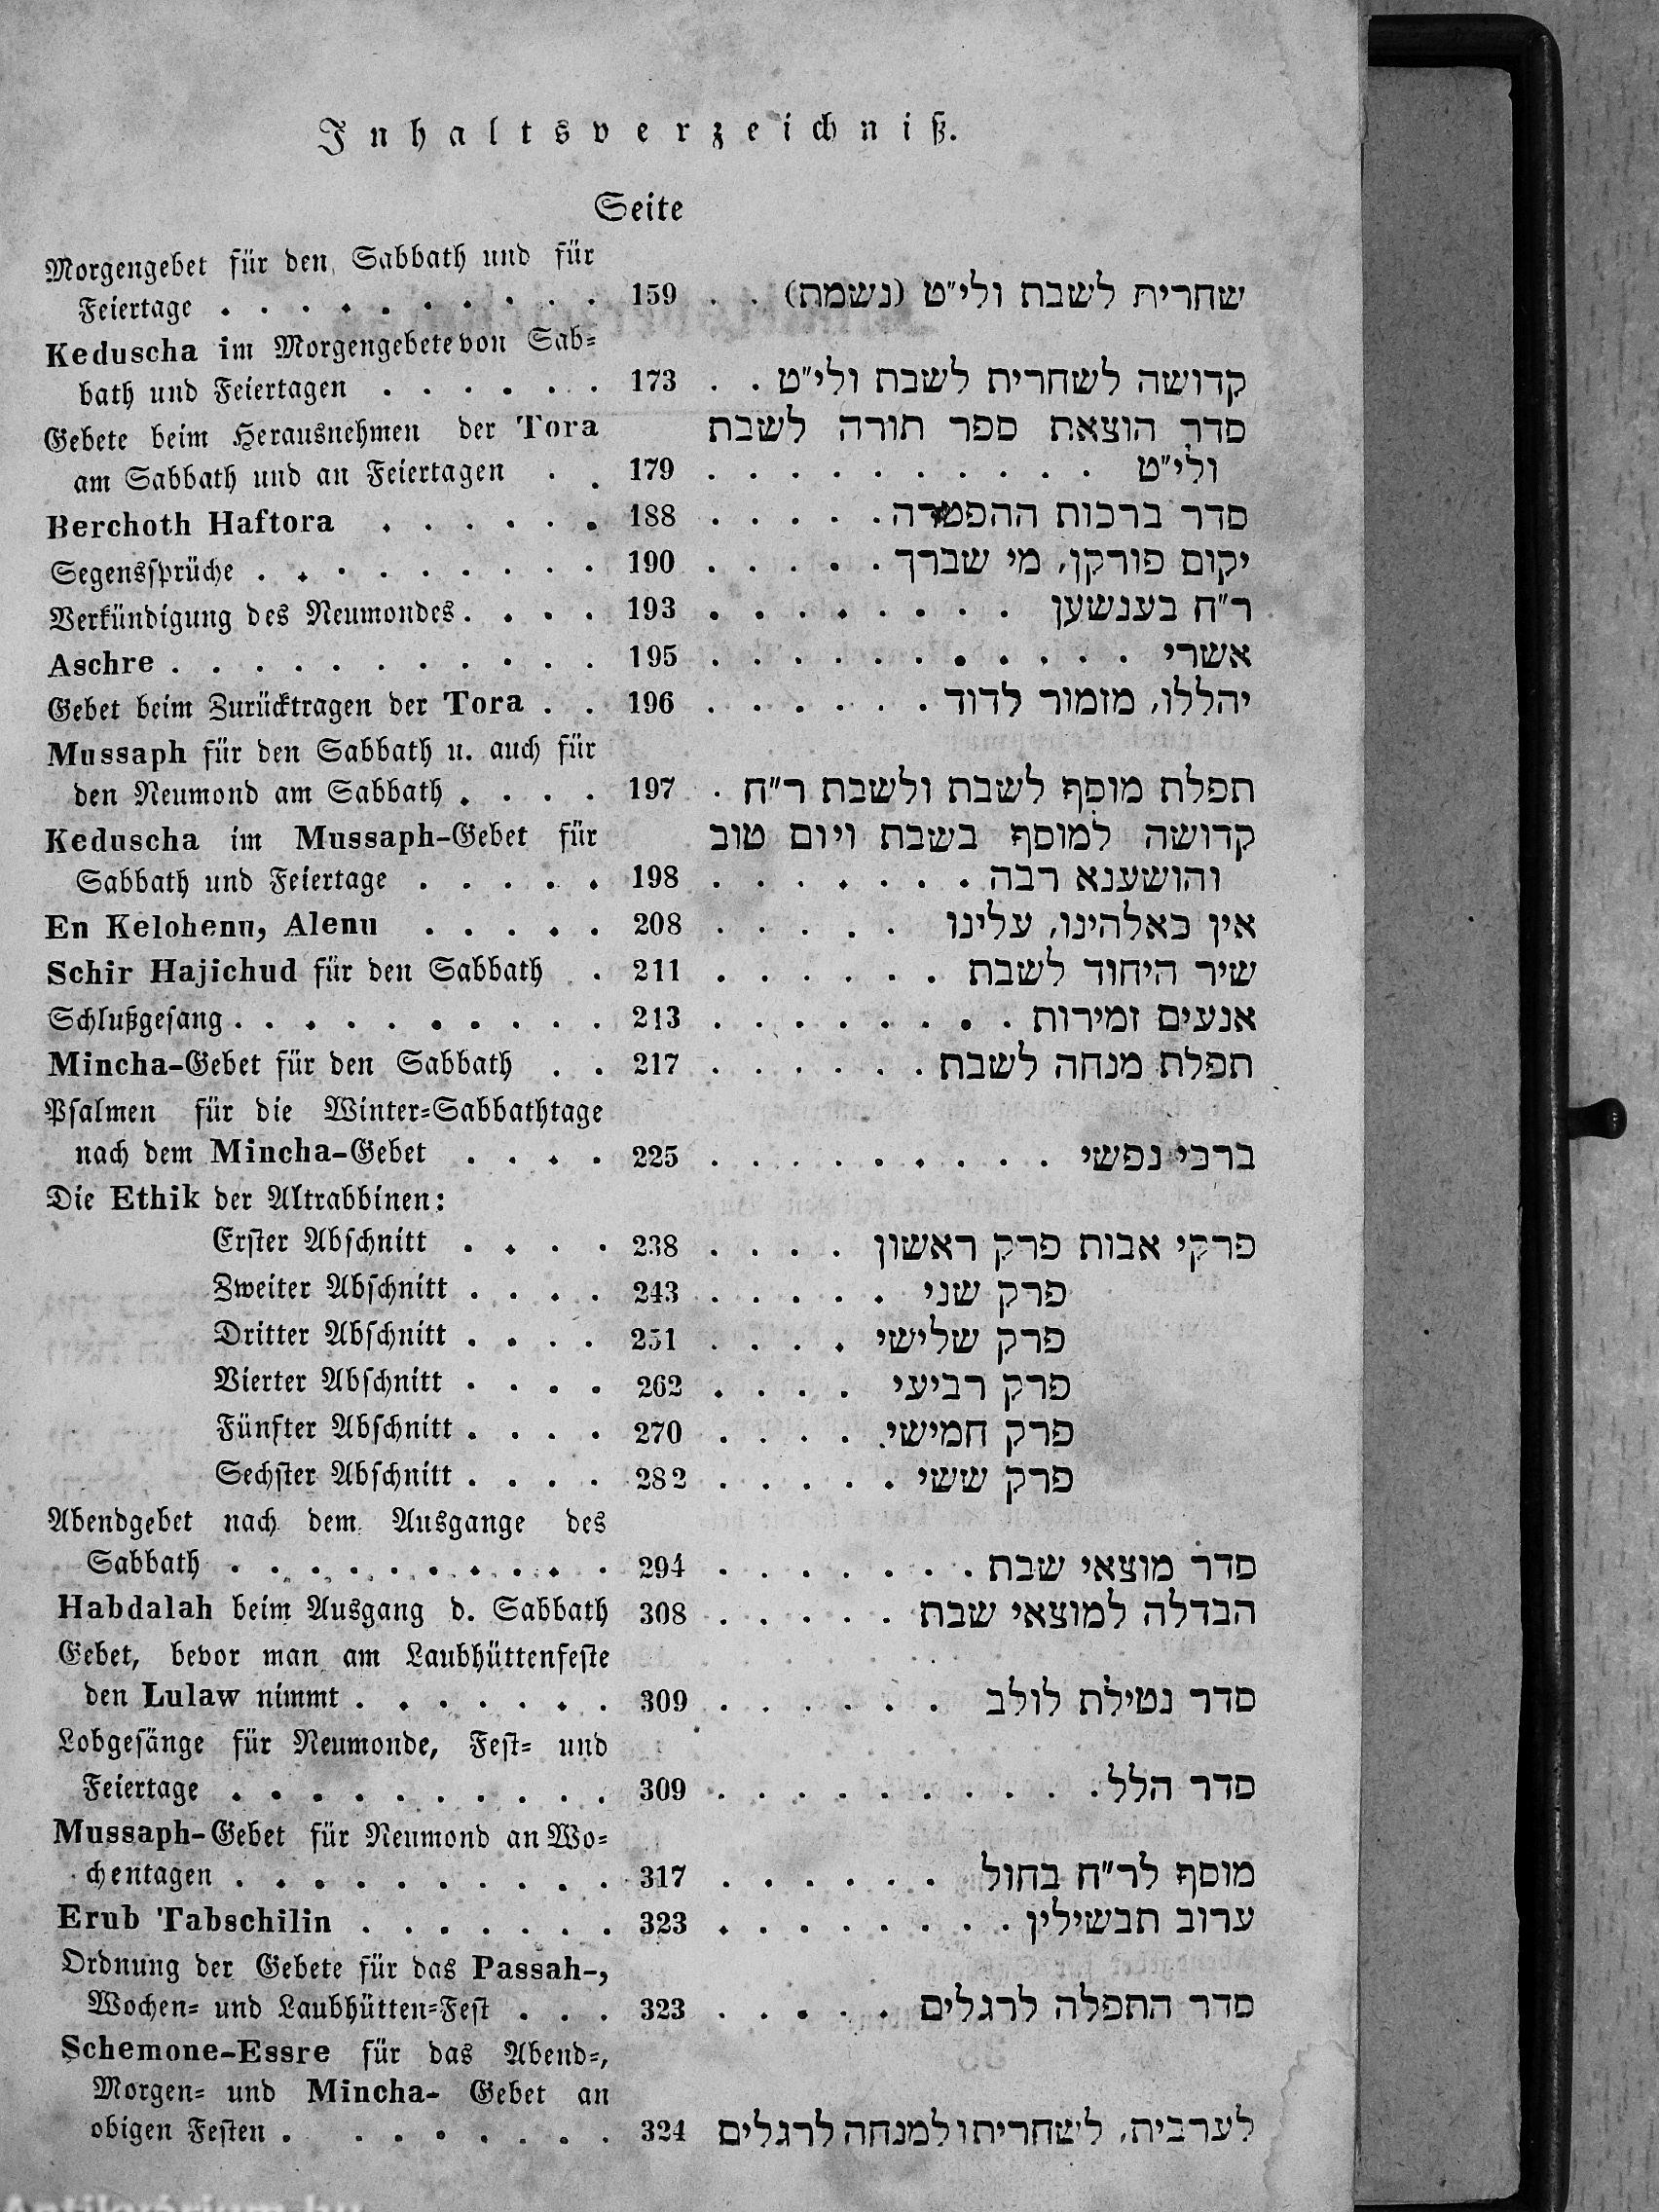 Inhaltsverzeichniß.
Seite
Morgengebet für den Sabbath und für
Feiertage . . . . . . . . . . 159 . . שחרית לשבת ולי"ט (נשמת)
Keduscha im Morgengebete von Sab=
bath und Feiertagen . . . . . . 173 . . קדושה לשחרית לשבת ולי"ט
Gebete beim Herausnehmen der Tora סדר הוצאת ספר תורה לשבת
am Sabbath und an Feiertagen . . 179 . . . . . . . . . . ולי"ט
Berchoth Haftora . . . . . . 188 . . . . . סדר ברכות ההפטרה
Segenssprüche . . . . . . . . . 190 . . . . . יקום פורקן, מי שברך
Verkündigung des Neumondes . . . . 193 . . . . . . . . ר"ח בענשען
Aschre . . . . . . . . . . . 195 . . . . . . . . . . . אשרי
Gebet beim Zurücktragen der Tora . . 196 . . . . . . יהללו, מזמור לדוד
Mussaph für den Sabbath u. auch für
den Neumond am Sabbath . . . . 197 . תפלת מוסף לשבת ולשבת ר"ח
Keduscha im Mussaph-Gebet für קדושה למוסף בשבת ויום טוב
Sabbath und Feiertage . . . . . 198 . . . . . . . והושענא רבה
En Kelohenu, Alenu . . . . . 208 . . . . . אין כאלהינו, עלינו
Schir Hajichud für den Sabbath . 211 . . . . . . שיר היחוד לשבת
Schlußgesang . . . . . . . . . . 213 . . . . . . . . אנעים זמירות
Mincha-Gebet für den Sabbath . . 217 . . . . . . תפלת מנחה לשבת
Psalmen für die Winter=Sabbathtage
nach dem Mincha-Gebet . . . . 225 . . . . . . . . . ברכי נפשי
Die Ethik der Altrabbinen:
Erster Abschnitt . . . . 238 . . . . פרקי אבות פרק ראשון
Zweiter Abschnitt . . . . 243 . . . . . פרק שני
Dritter Abschnitt . . . . 251 . . . . פרק שלישי
Vierter Abschnitt . . . . 262 . . . . פרק רביעי
Fünfter Abschnitt . . . . 270 . . . . . פרק חמישי
Sechster Abschnitt . . . . 282 . . . . . פרק ששי
Abendgebet nach dem Ausgange des
Sabbath . . . . . . . . . . 294 . . . . . . . סדר מוצאי שבת
Habdalah beim Ausgang d. Sabbath 308 . . . . . הבדלה למוצאי שבת
Gebet, bevor man am Laubhüttenfeste
den Lulaw nimmt . . . . . . . 309 . . . . . . סדר נטילת לולב
Lobgesänge für Neumonde, Fest= und
Feiertage . . . . . . . . . . 309 . . . . . . . . . . סדר הלל
Mussaph-Gebet für Neumond an Wo=
chentagen . . . . . . . . . . 317 . . . . . . מוסף לר"ח בחול
Erub Tabschilin . . . . . . . 323 . . . . . . . . ערוב תבשילין
Ordnung der Gebete für das Passah-,
Wochen= und Laubhütten=Fest . . . 323 . . . . . סדר התפלה לרגלים
Schemone-Essre für das Abend=,
Morgen= und Mincha- Gebet an
obigen Festen . . . . . . . . 324 לערבית, לשחרית ולמנחה לרגלים